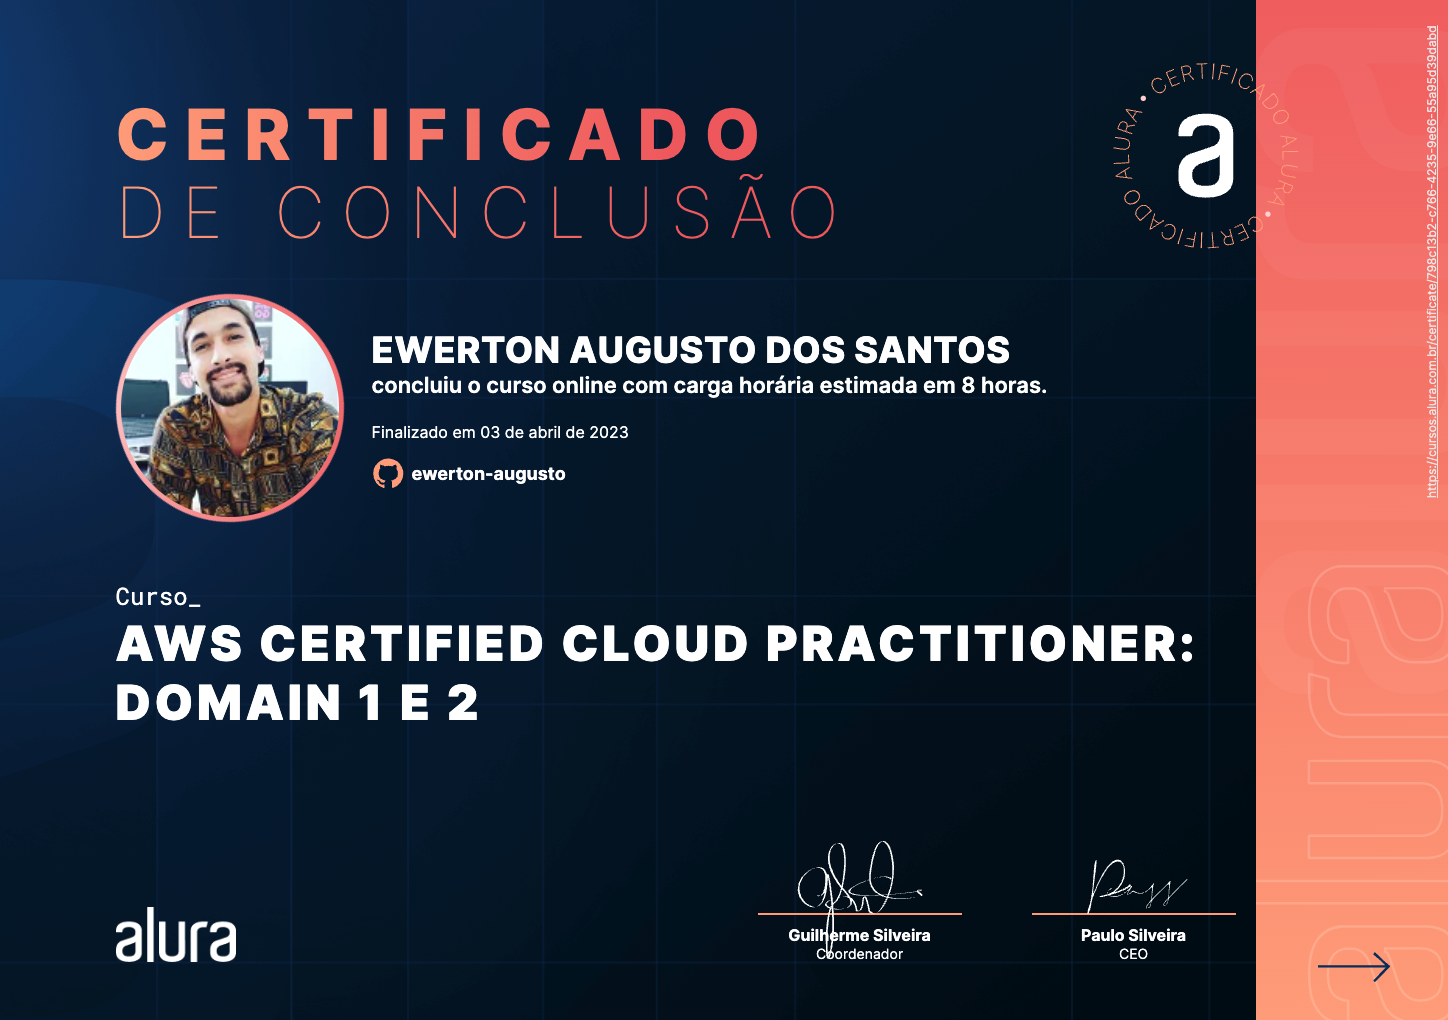 CERTIFICADO
DE CONCLUSÃO
CERTIFICADO ALURA • CERTIFICADO ALURA •
a
EWERTON AUGUSTO DOS SANTOS
concluiu o curso online com carga horária estimada em 8 horas.
Finalizado em 03 de abril de 2023
ewerton-augusto
Curso_
AWS CERTIFIED CLOUD PRACTITIONER:
DOMAIN 1 E 2
alura
Guilherme Silveira
Coordenador
Paulo Silveira
CEO
https://cursos.alura.com.br/certificate/798c13b2-c766-4235-9e66-55a95d39dabd
alura